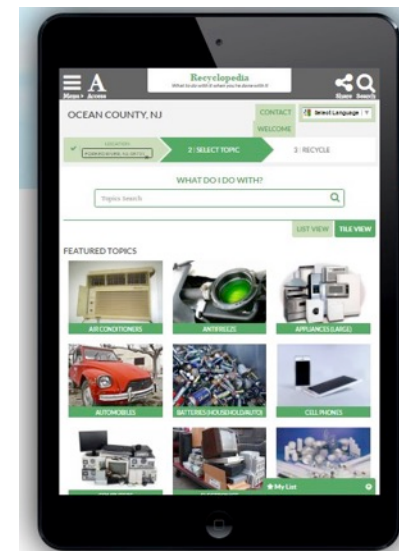 Recyclopedia
What to do with it when you're done with it
Menu + Access
Share Search
OCEAN COUNTY, NJ
CONTACT
Select Language
WELCOME
LOCATION
2 | SELECT TOPIC
3 | RECYCLE
WHAT DO I DO WITH?
Topics Search
LIST VIEW
TILE VIEW
FEATURED TOPICS
AIR CONDITIONERS
ANTIFREEZE
APPLIANCES (LARGE)
AUTOMOBILES
BATTERIES (HOUSEHOLD/AUTO)
CELL PHONES
My List